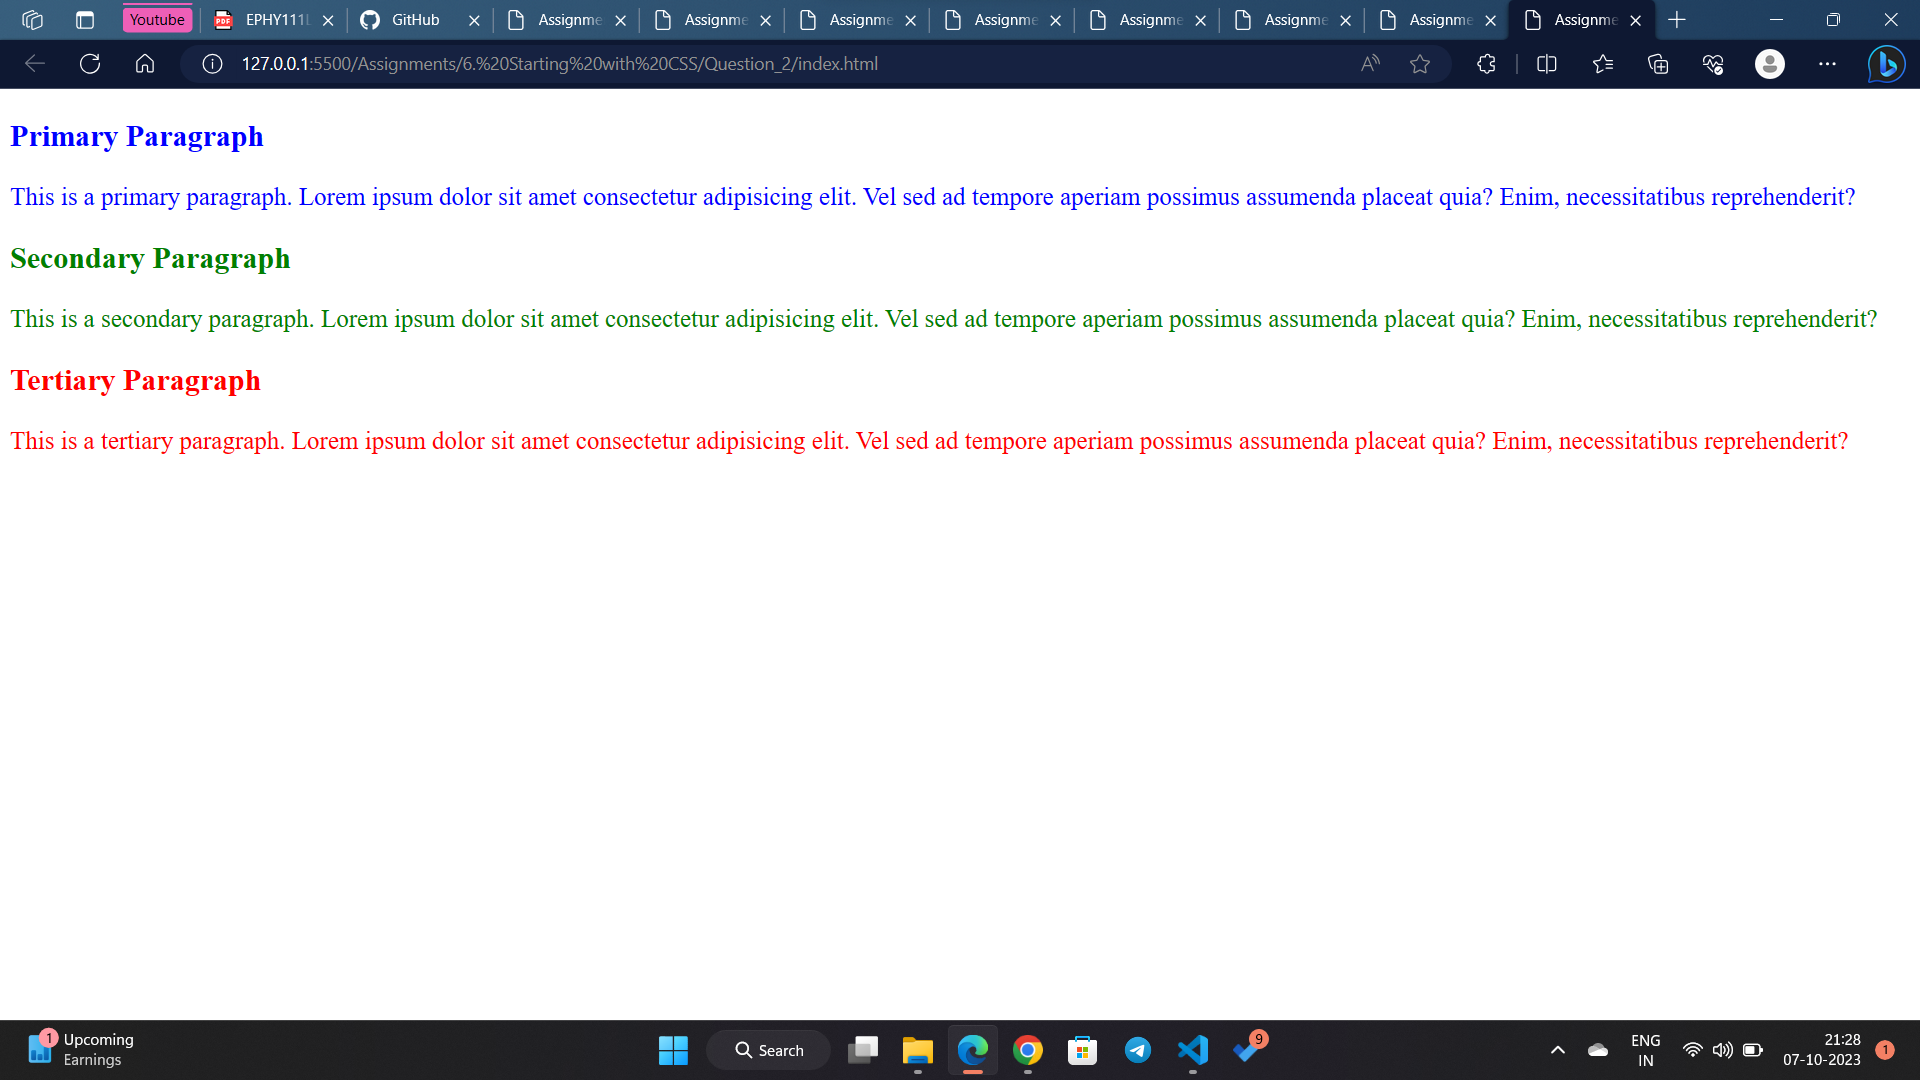 Youtube
EPHY111L
GitHub
Assignme
Assignme
Assignme
Assignme
Assignme
Assignme
Assignme
Assignme
127.0.0.1:5500/Assignments/6.%20Starting%20with%20CSS/Question_2/index.html
Primary Paragraph
This is a primary paragraph. Lorem ipsum dolor sit amet consectetur adipisicing elit. Vel sed ad tempore aperiam possimus assumenda placeat quia? Enim, necessitatibus reprehenderit?
Secondary Paragraph
This is a secondary paragraph. Lorem ipsum dolor sit amet consectetur adipisicing elit. Vel sed ad tempore aperiam possimus assumenda placeat quia? Enim, necessitatibus reprehenderit?
Tertiary Paragraph
This is a tertiary paragraph. Lorem ipsum dolor sit amet consectetur adipisicing elit. Vel sed ad tempore aperiam possimus assumenda placeat quia? Enim, necessitatibus reprehenderit?
1
Upcoming
Earnings
Search
9
ENG
IN
21:28
07-10-2023
1